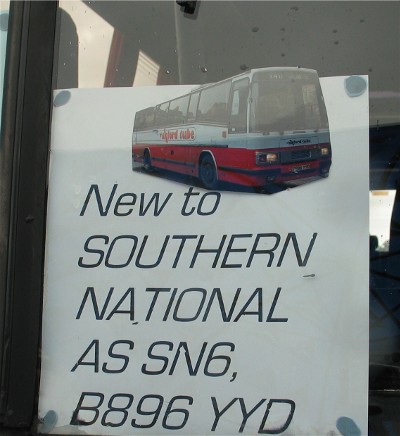 New to
SOUTHERN
NATIONAL
AS SN6,
B896 YYD